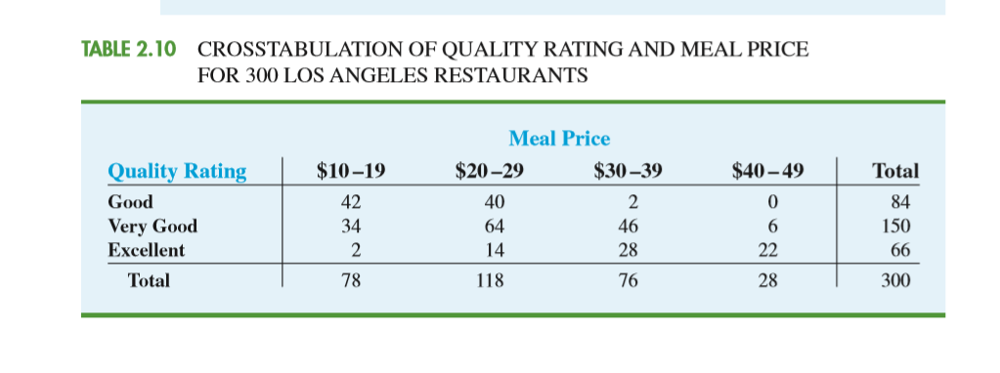 TABLE 2.10 CROSSTABULATION OF QUALITY RATING AND MEAL PRICE
FOR 300 LOS ANGELES RESTAURANTS
Meal Price
Quality Rating $10–19 $20–29 $30–39 $40–49 Total
Good 42 40 2 0 84
Very Good 34 64 46 6 150
Excellent 2 14 28 22 66
Total 78 118 76 28 300